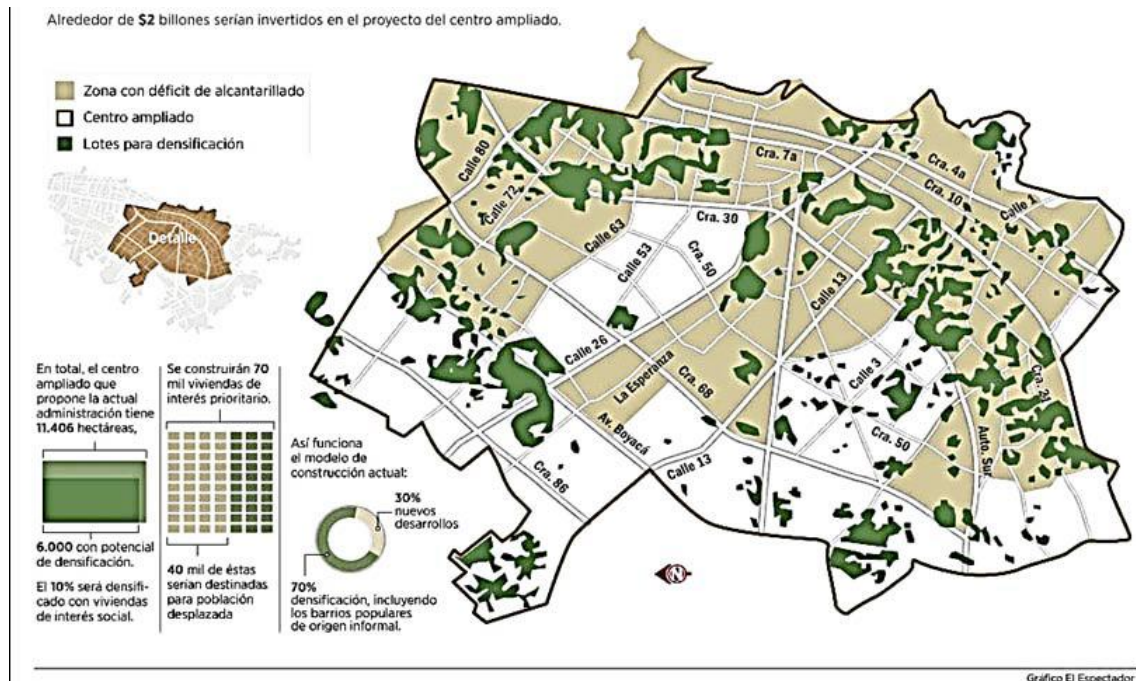 Alrededor de $2 billones serían invertidos en el proyecto del centro ampliado.
Zona con déficit de alcantarillado
Centro ampliado
Lotes para densificación
Detalle
Calle 80
Calle 72
Calle 63
Calle 53
Cra. 50
Cra. 30
Cra. 7a
Cra. 4a
Cra. 10
Calle 1
Calle 13
Calle 26
La Esperanza
Cra. 68
Av. Boyacá
Calle 13
Cra. 86
Calle 3
Cra. 50
Auto. Sur
Cra. 24
N
En total, el centro
ampliado que
propone la actual
administración tiene
11.406 hectáreas,
6.000 con potencial
de densificación.
El 10% será densifi-
cado con viviendas
de interés social.
Se construirán 70
mil viviendas de
interés prioritario.
40 mil de éstas
serían destinadas
para población
desplazada
Así funciona
el modelo de
construcción actual:
30%
nuevos
desarrollos
70%
densificación, incluyendo
los barrios populares
de origen informal.
Gráfico El Espectador